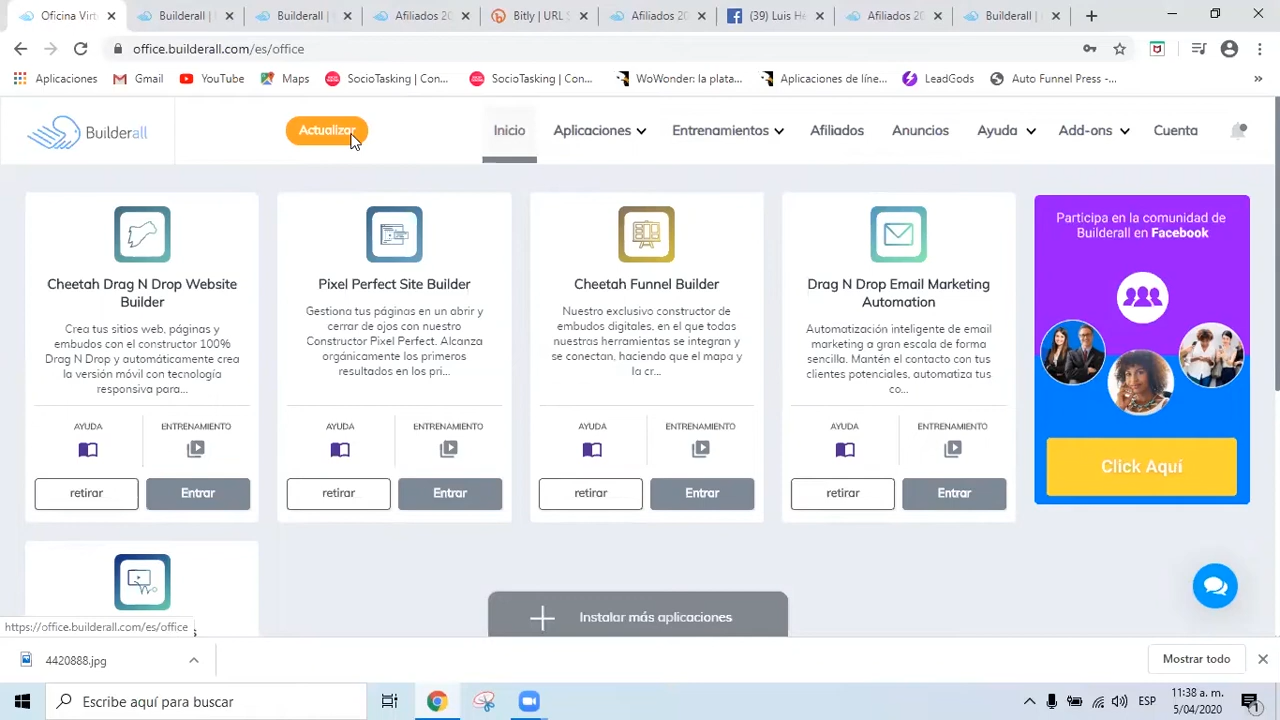 Oficina Virtu
Builderall |
Builderall |
Afiliados 20
Bitly | URL S
Afiliados 20
(39) Luis He
Afiliados 20
Builderall |
office.builderall.com/es/office
Aplicaciones
Gmail
YouTube
Maps
SocioTasking | Con...
SocioTasking | Con...
WoWonder: la plata...
Aplicaciones de líne...
LeadGods
Auto Funnel Press -...
»
Builderall
Actualizar
Inicio
Aplicaciones
Entrenamientos
Afiliados
Anuncios
Ayuda
Add-ons
Cuenta
Cheetah Drag N Drop Website
Builder
Crea tus sitios web, páginas y
embudos con el constructor 100%
Drag N Drop y automáticamente crea
la versión móvil con tecnología
responsiva para...
AYUDA
ENTRENAMIENTO
retirar
Entrar
Pixel Perfect Site Builder
Gestiona tus páginas en un abrir y
cerrar de ojos con nuestro
Constructor Pixel Perfect. Alcanza
orgánicamente los primeros
resultados en los pri...
AYUDA
ENTRENAMIENTO
retirar
Entrar
Cheetah Funnel Builder
Nuestro exclusivo constructor de
embudos digitales, en el que todas
nuestras herramientas se integran y
se conectan, haciendo que el mapa y
la cr...
AYUDA
ENTRENAMIENTO
retirar
Entrar
Drag N Drop Email Marketing
Automation
Automatización inteligente de email
marketing a gran escala de forma
sencilla. Mantén el contacto con tus
clientes potenciales, automatiza tus
co...
AYUDA
ENTRENAMIENTO
retirar
Entrar
Participa en la comunidad de
Builderall en Facebook
Click Aquí
Instalar más aplicaciones
https://office.builderall.com/es/office
4420888.jpg
Mostrar todo
Escribe aquí para buscar
ESP
11:38 a. m.
5/04/2020
1